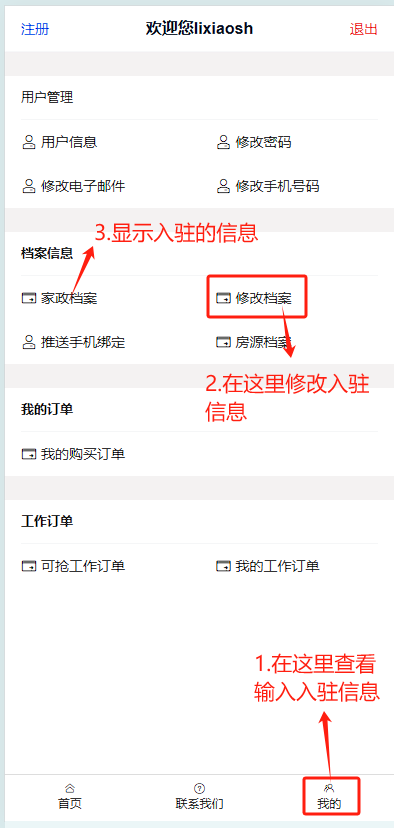 注册 欢迎您lixiaosh 退出
用户管理
用户信息 修改密码
修改电子邮件 修改手机号码
3.显示入驻的信息
档案信息
家政档案 修改档案
推送手机绑定 房源档案
2.在这里修改入驻
信息
我的订单
我的购买订单
工作订单
可抢工作订单 我的工作订单
1.在这里查看
输入入驻信息
首页 联系我们 我的